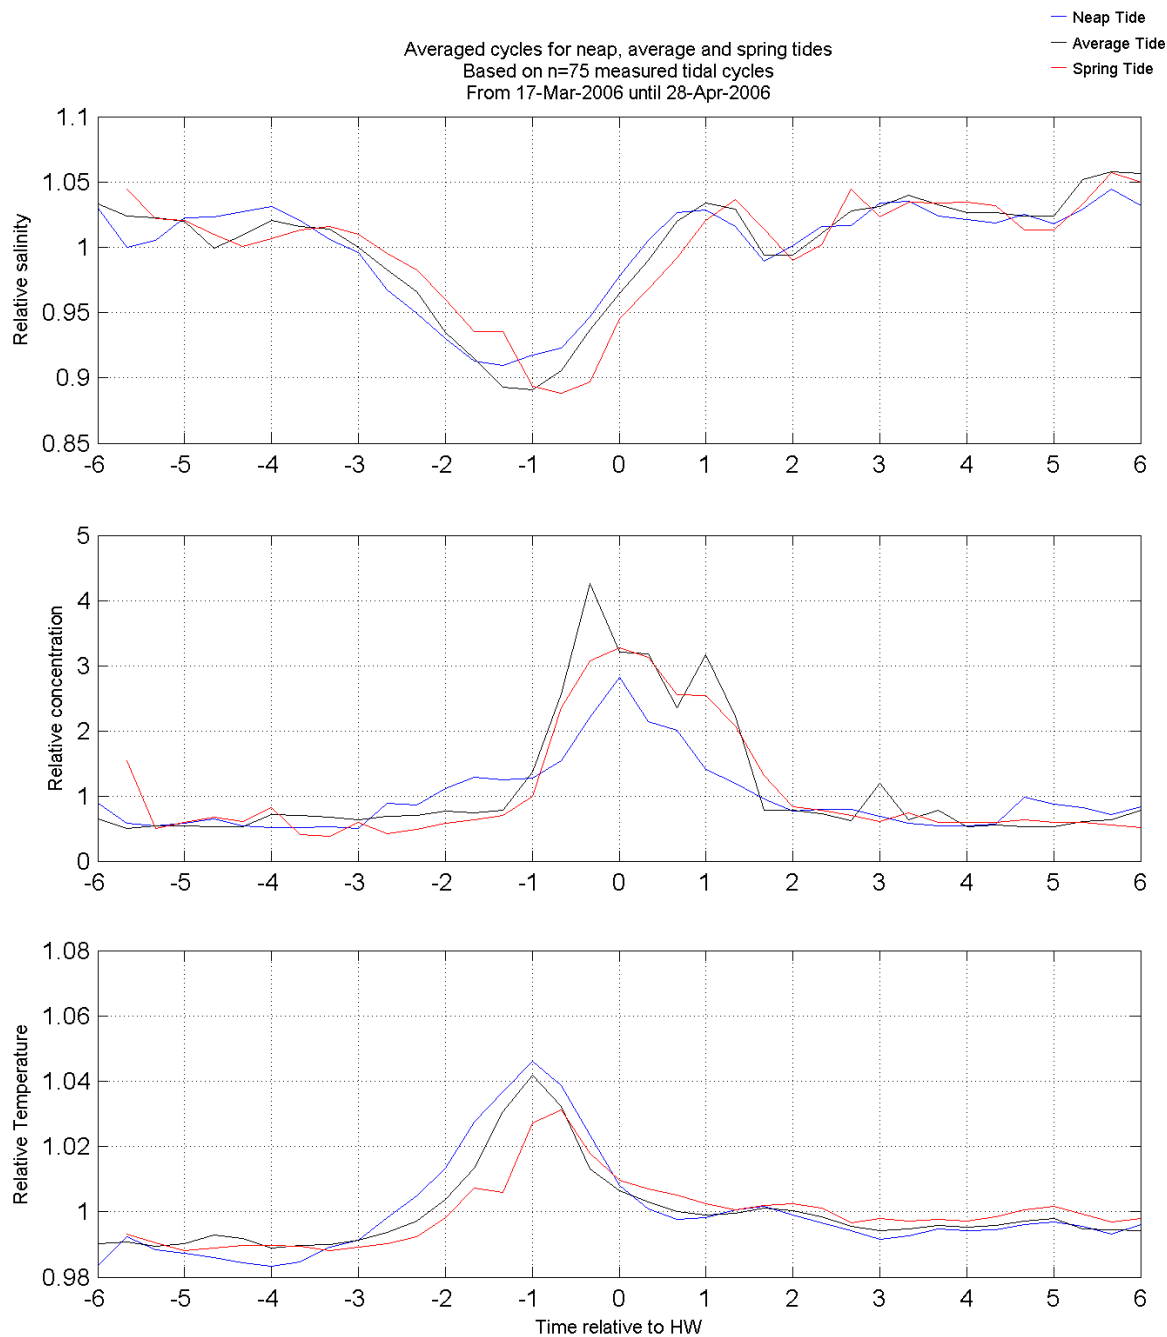 Neap Tide
Average Tide
Spring Tide
Averaged cycles for neap, average and spring tides
Based on n=75 measured tidal cycles
From 17-Mar-2006 until 28-Apr-2006
Relative salinity
1.1
1.05
1
0.95
0.9
0.85
-6 -5 -4 -3 -2 -1 0 1 2 3 4 5 6
Relative concentration
5
4
3
2
1
0
-6 -5 -4 -3 -2 -1 0 1 2 3 4 5 6
Relative Temperature
1.08
1.06
1.04
1.02
1
0.98
-6 -5 -4 -3 -2 -1 0 1 2 3 4 5 6
Time relative to HW